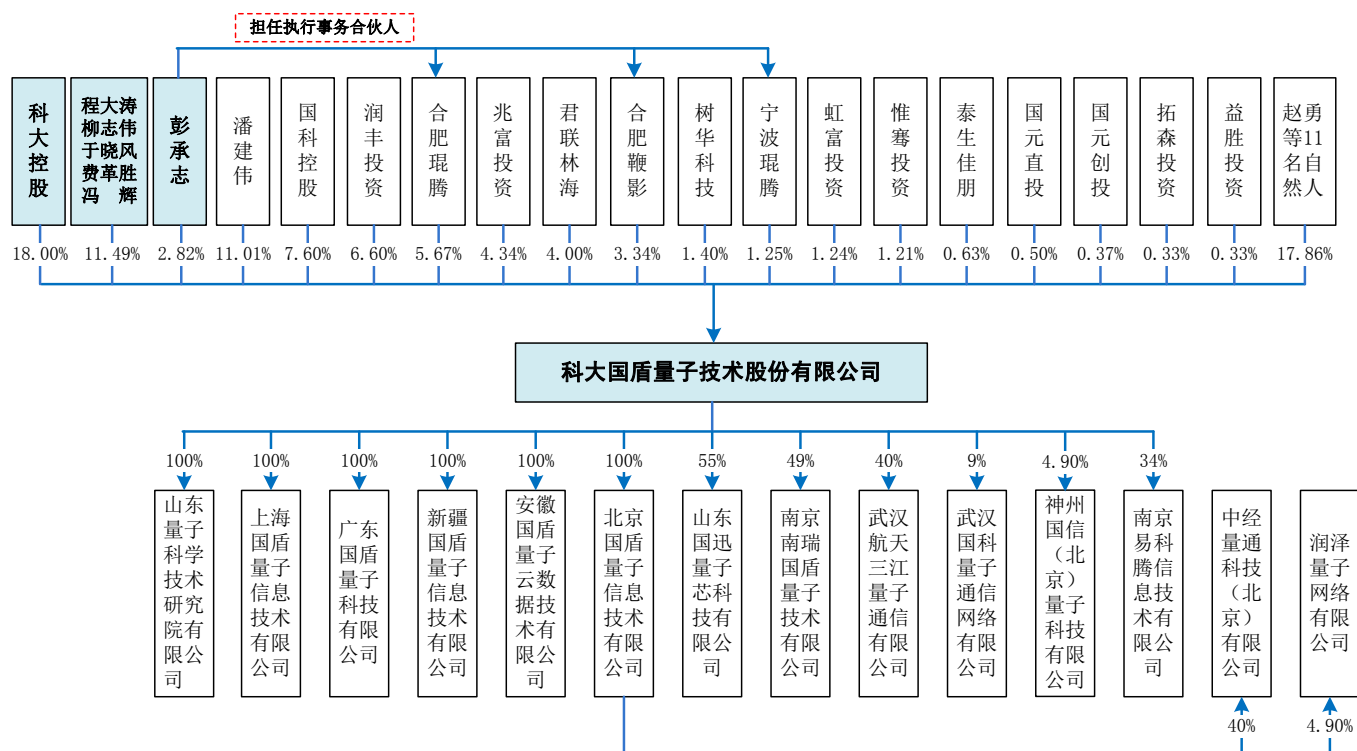 担任执行事务合伙人
科大控股
程大涛
柳志伟
于晓风
费革胜
冯辉
彭承志
潘建伟
国科控股
润丰投资
合肥琨腾
兆富投资
君联林海
合肥鞭影
树华科技
宁波琨腾
虹富投资
惟骞投资
泰生佳朋
国元直投
国元创投
拓森投资
益胜投资
赵勇
等11
名自
然人
18.00%
11.49%
2.82%
11.01%
7.60%
6.60%
5.67%
4.34%
4.00%
3.34%
1.40%
1.25%
1.24%
1.21%
0.63%
0.50%
0.37%
0.33%
0.33%
17.86%
科大国盾量子技术股份有限公司
100%
100%
100%
100%
100%
100%
55%
49%
40%
9%
4.90%
34%
山东
量子
科学
技术
研究
院有
限公
司
上海
国盾
量子
信息
技术
有限
公司
广东
国盾
量子
科技
有限
公司
新疆
国盾
量子
信息
技术
有限
公司
安徽
国盾
量子
云数
据技
术有
限公
司
北京
国盾
量子
信息
技术
有限
公司
山东
国迅
量子
芯科
技有
限公
司
南京
南瑞
国盾
量子
技术
有限
公司
武汉
航天
三江
量子
通信
有限
公司
武汉
国科
量子
通信
网络
有限
公司
神州
国信
（北
京）
量子
科技
有限
公司
南京
易科
腾信
息技
术有
限公
司
中经
量通
科技
（北
京）
有限
公司
润泽
量子
网络
有限
公司
40%
4.90%